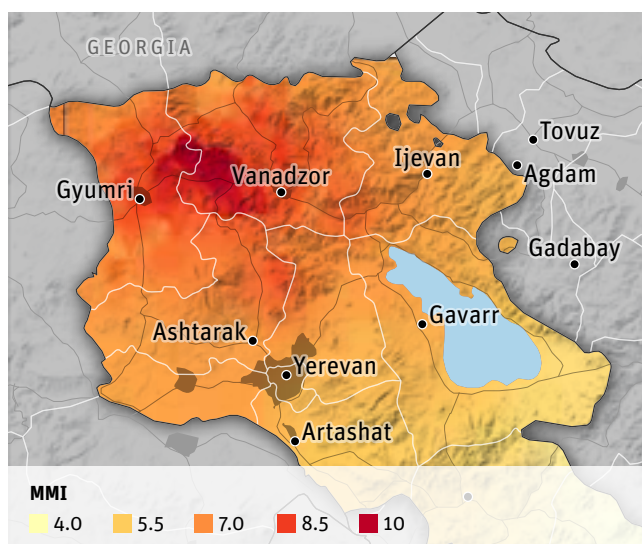 GEORGIA
Tovuz
Ijevan
Agdam
Vanadzor
Gyumri
Gadabay
Gavarr
Ashtarak
Yerevan
Artashat
MMI
4.0 5.5 7.0 8.5 10